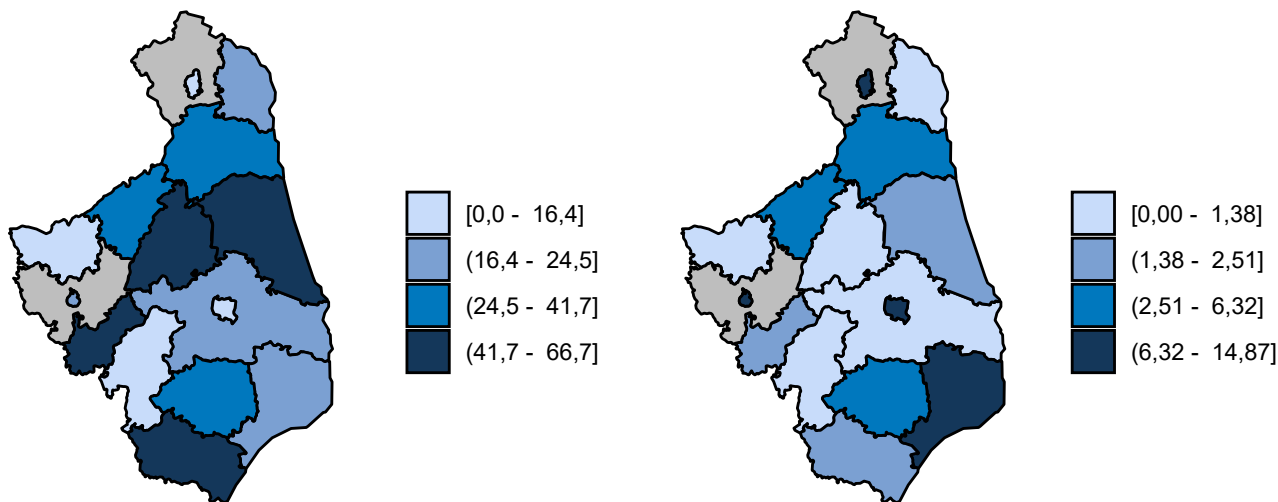 [0,0 - 16,4]
(16,4 - 24,5]
(24,5 - 41,7]
(41,7 - 66,7]
[0,00 - 1,38]
(1,38 - 2,51]
(2,51 - 6,32]
(6,32 - 14,87]